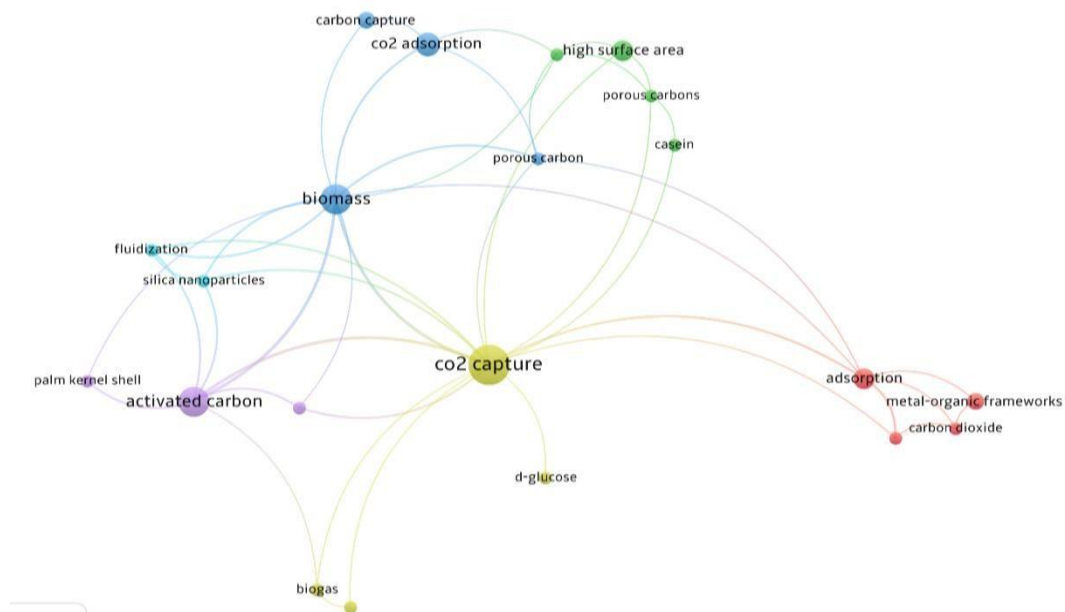 carbon capture
co2 adsorption
high surface area
porous carbons
casein
porous carbon
biomass
fluidization
silica nanoparticles
co2 capture
palm kernel shell
activated carbon
adsorption
metal-organic frameworks
carbon dioxide
d-glucose
biogas